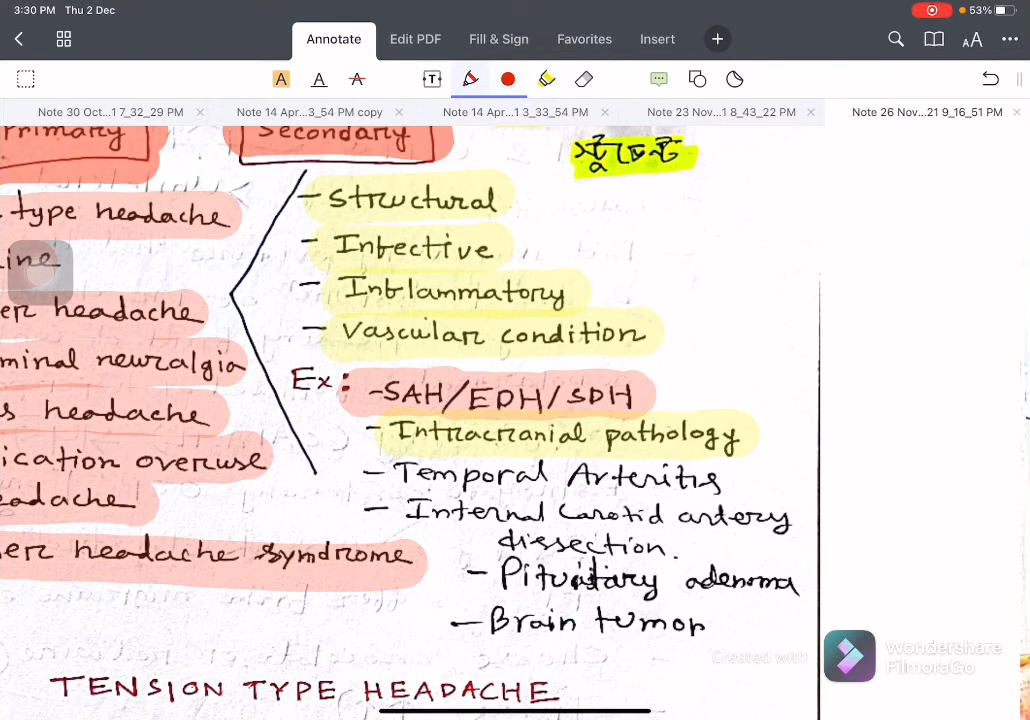 3:30 PM Thu 2 Dec
53%
Annotate
Edit PDF
Fill & Sign
Favorites
Insert
Note 30 Oct...1 7_32_29 PM
Note 14 Apr...3_54 PM copy
Note 14 Apr...1 3_33_54 PM
Note 23 Nov...1 8_43_22 PM
Note 26 Nov...21 9_16_51 PM
Primary
Secondary
type headache
ine
er headache
minal neuralgia
s headache
ication overuse
eadache
er headache syndrome
- Structural
- Infective
- Inflammatory
- Vascular condition
Ex: -SAH/EDH/SDH
- Intracranial pathology
- Temporal Arteritis
- Internal Carotid artery
dissection.
- Pituitary adenoma
- Brain tumor
TENSION TYPE HEADACHE
Created with
Wondershare
FilmoraGo